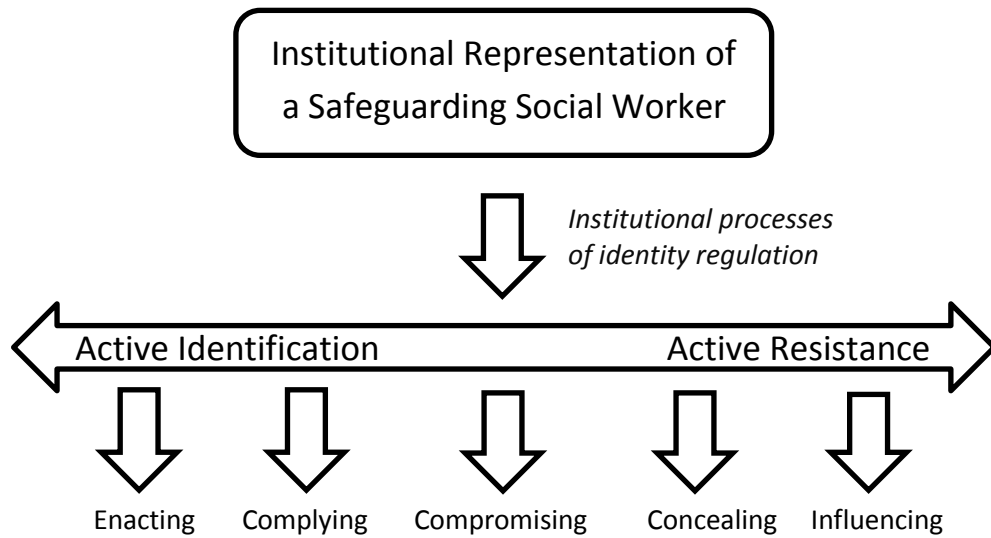 Institutional Representation of
a Safeguarding Social Worker
Institutional processes
of identity regulation
Active Identification Active Resistance
Enacting Complying Compromising Concealing Influencing